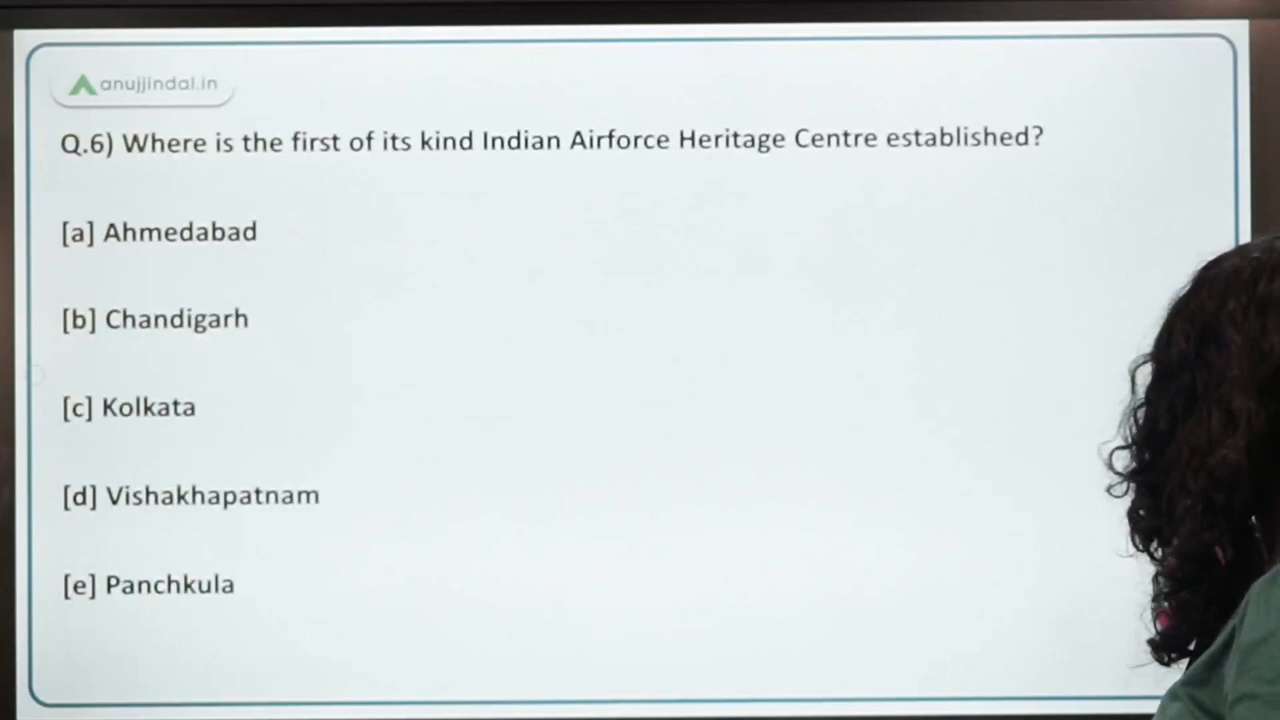 anujjindal.in
Q.6) Where is the first of its kind Indian Airforce Heritage Centre established?
[a] Ahmedabad
[b] Chandigarh
[c] Kolkata
[d] Vishakhapatnam
[e] Panchkula